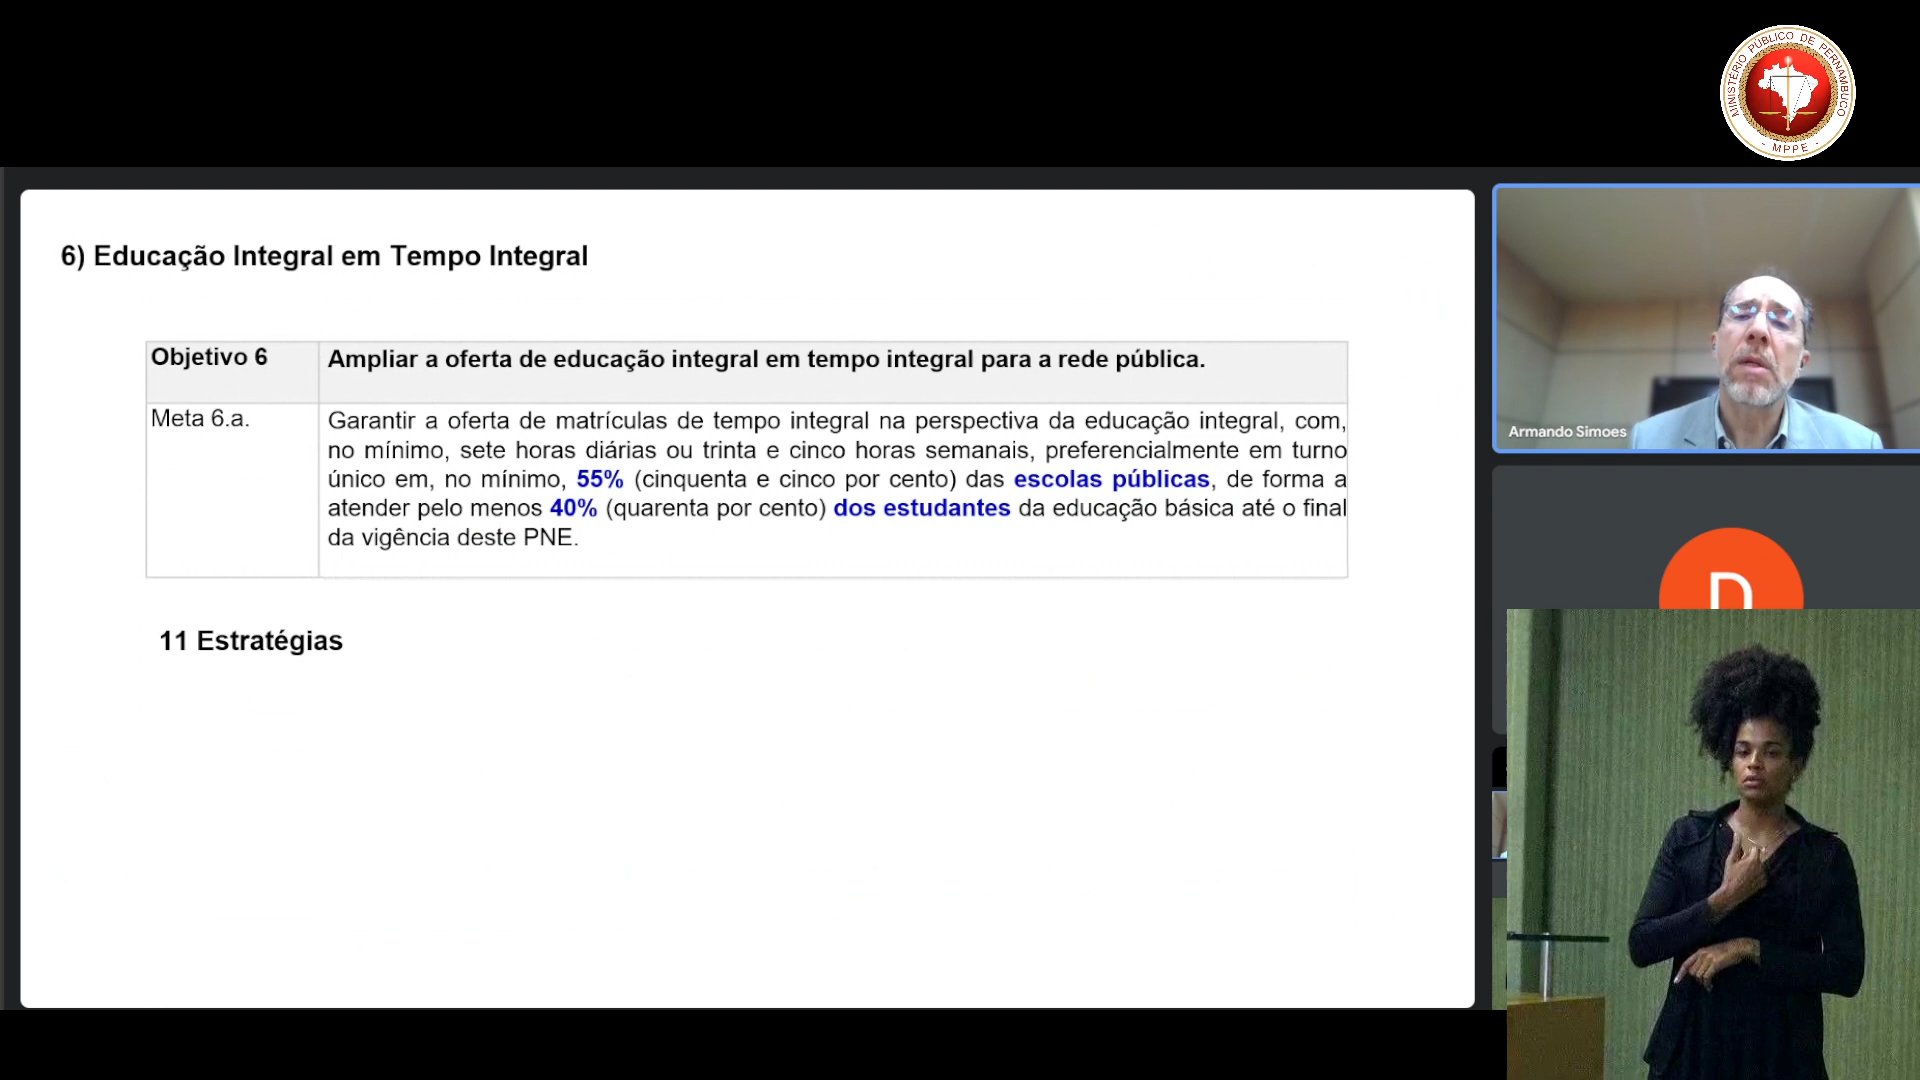 MINISTÉRIO PÚBLICO DE PERNAMBUCO
- MPPE -
6) Educação Integral em Tempo Integral
Objetivo 6
Ampliar a oferta de educação integral em tempo integral para a rede pública.
Meta 6.a.
Garantir a oferta de matrículas de tempo integral na perspectiva da educação integral, com,
no mínimo, sete horas diárias ou trinta e cinco horas semanais, preferencialmente em turno
único em, no mínimo, 55% (cinquenta e cinco por cento) das escolas públicas, de forma a
atender pelo menos 40% (quarenta por cento) dos estudantes da educação básica até o final
da vigência deste PNE.
11 Estratégias
Armando Simoes
D